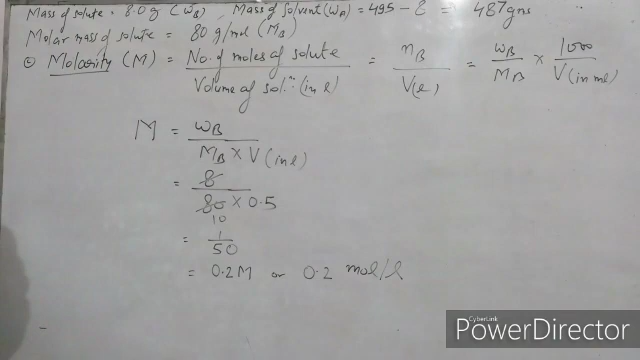 Mass of solute = 8.0 g (WB), Mass of Solvent (WA) = 495 - 8 = 487 gms
Molar mass of solute = 80 g/mol (MB)
① Molarity (M) = No. of moles of solute / Volume of sol.ⁿ (in l) = nB / V(l) = WB / MB × 1000 / V(in ml)
M = WB / MB × V (in l)
= 8 / 80 × 0.5
10
= 1 / 50
= 0.2M or 0.2 mol/l
CyberLink
PowerDirector